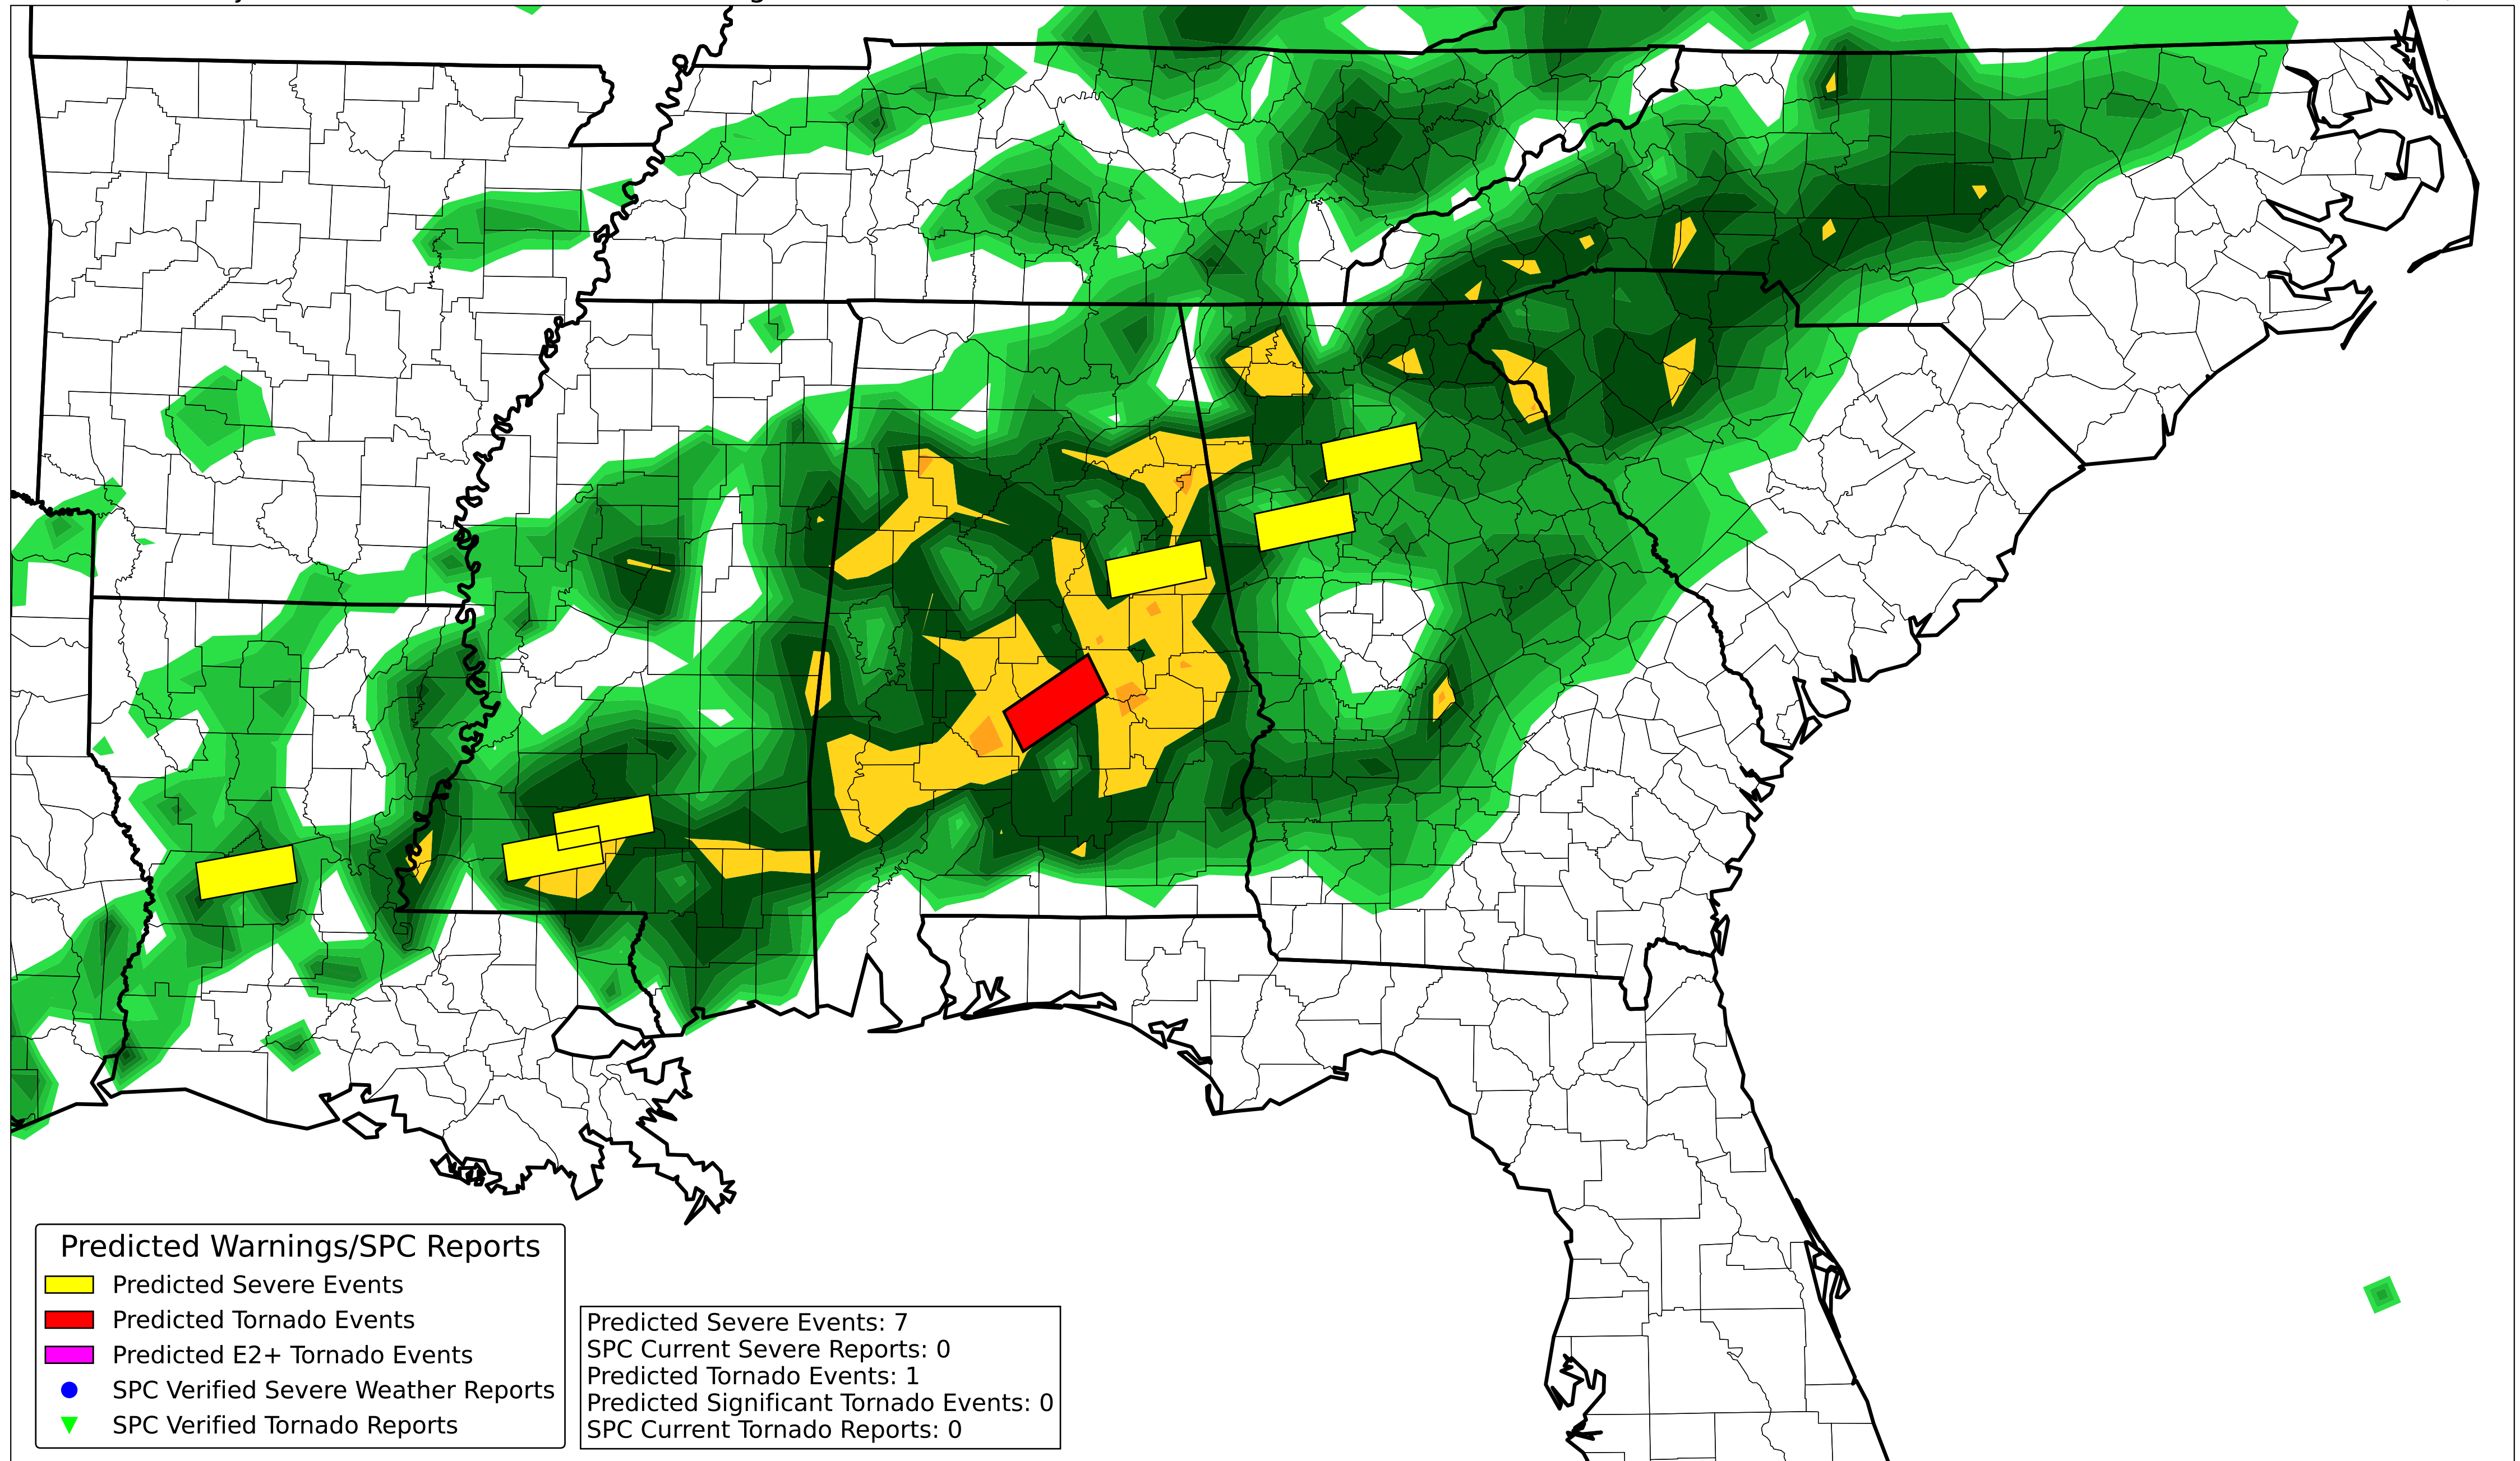 Predicted Warnings/SPC Reports
Predicted Severe Events
Predicted Tornado Events
Predicted E2+ Tornado Events
SPC Verified Severe Weather Reports
SPC Verified Tornado Reports
Predicted Severe Events: 7
SPC Current Severe Reports: 0
Predicted Tornado Events: 1
Predicted Significant Tornado Events: 0
SPC Current Tornado Reports: 0